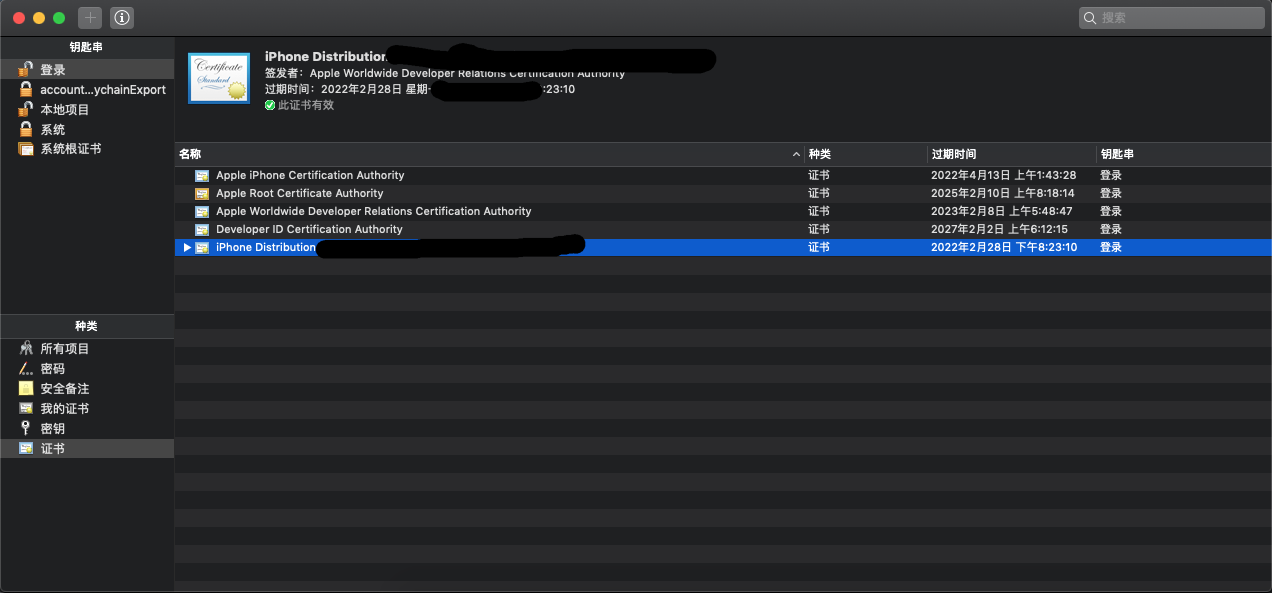 搜索
钥匙串
登录
account...ychainExport
本地项目
系统
系统根证书
Certificate
Standard
iPhone Distribution
签发者: Apple Worldwide Developer Relations Certification Authority
过期时间: 2022年2月28日 星期 :23:10
此证书有效
名称 种类 过期时间 钥匙串
Apple iPhone Certification Authority 证书 2022年4月13日 上午1:43:28 登录
Apple Root Certificate Authority 证书 2025年2月10日 上午8:18:14 登录
Apple Worldwide Developer Relations Certification Authority 证书 2023年2月8日 上午5:48:47 登录
Developer ID Certification Authority 证书 2027年2月2日 上午6:12:15 登录
iPhone Distribution 证书 2022年2月28日 下午8:23:10 登录
种类
所有项目
密码
安全备注
我的证书
密钥
证书